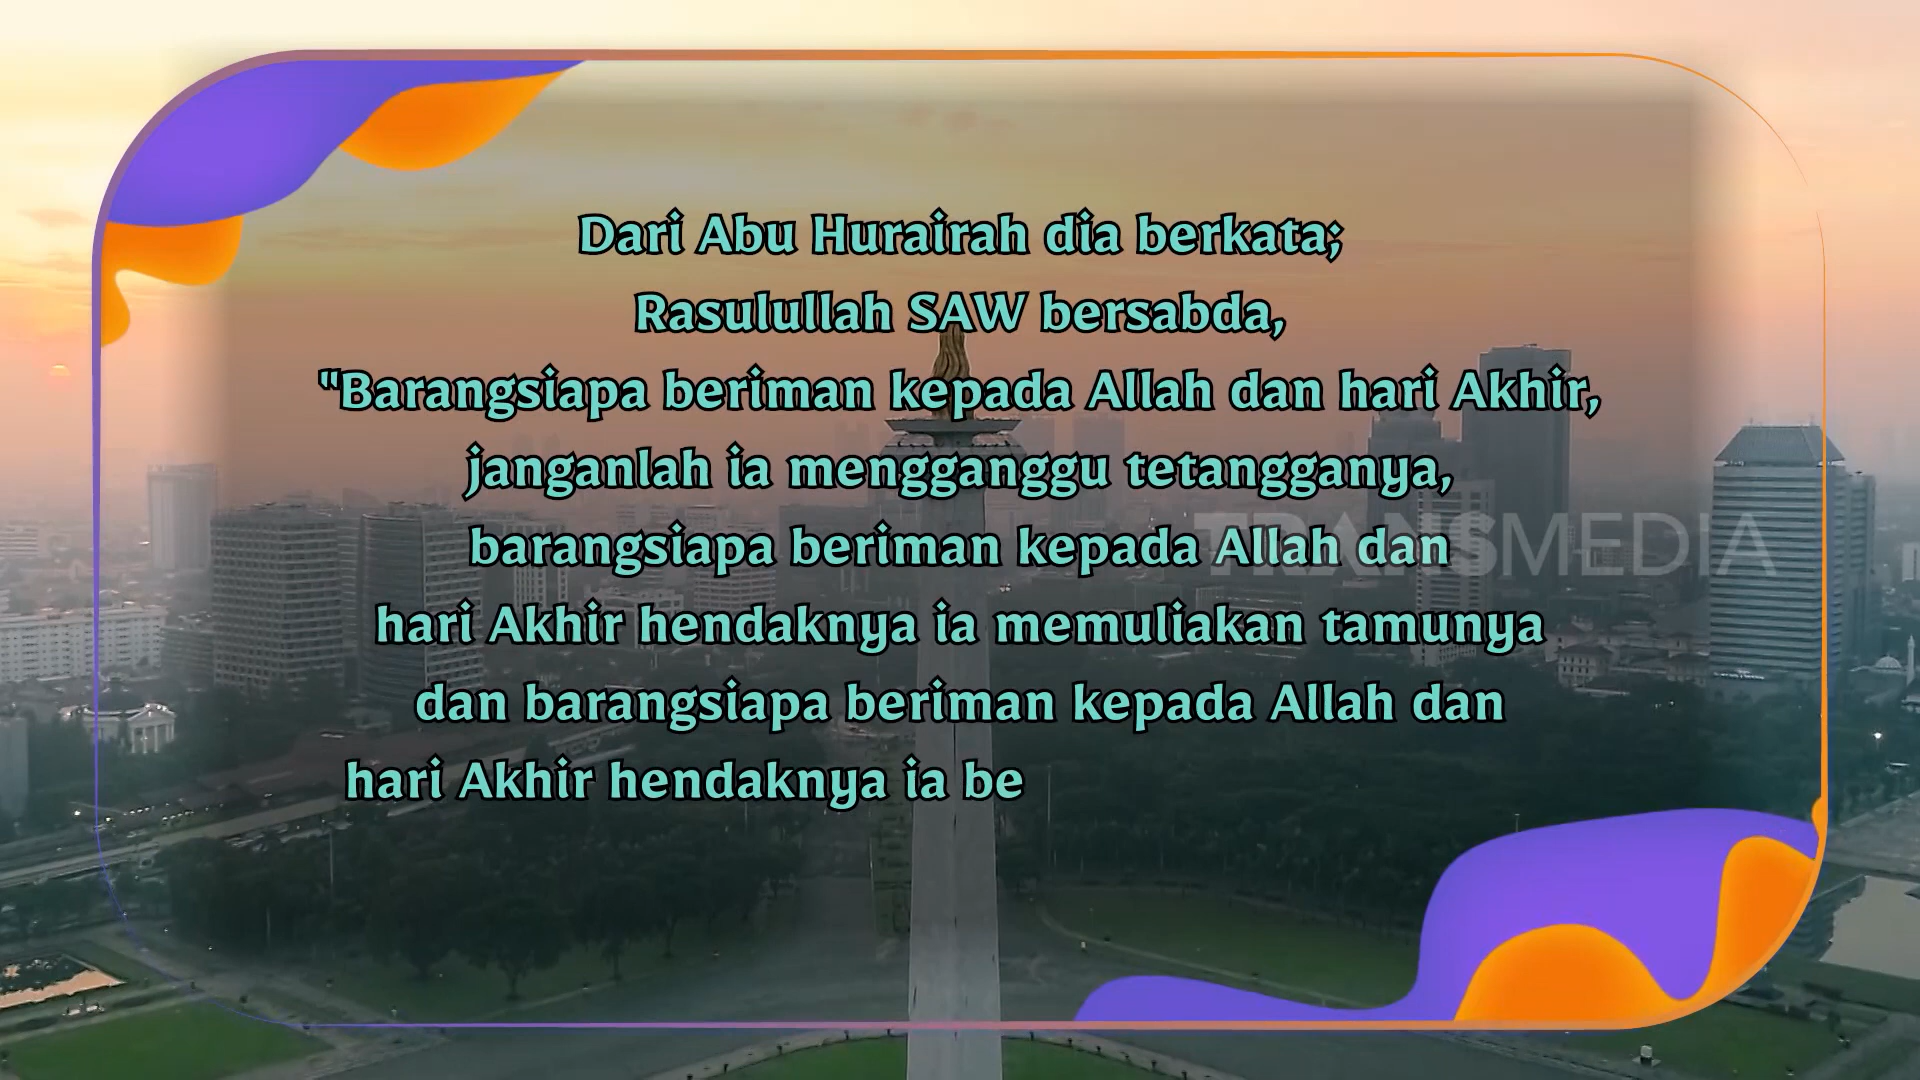 Dari Abu Hurairah dia berkata;
Rasulullah SAW bersabda,
"Barangsiapa beriman kepada Allah dan hari Akhir,
janganlah ia mengganggu tetangganya,
barangsiapa beriman kepada Allah dan
TRANSMEDIA
hari Akhir hendaknya ia memuliakan tamunya
dan barangsiapa beriman kepada Allah dan
hari Akhir hendaknya ia be